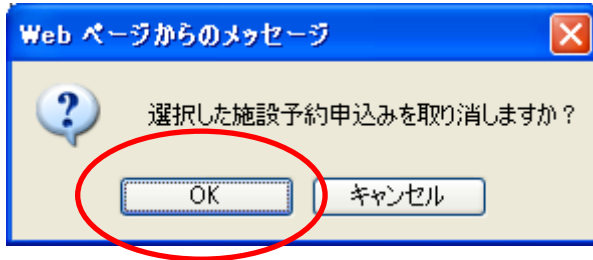 Web ページからのメッセージ
選択した施設予約申込みを取り消しますか？
OK
キャンセル